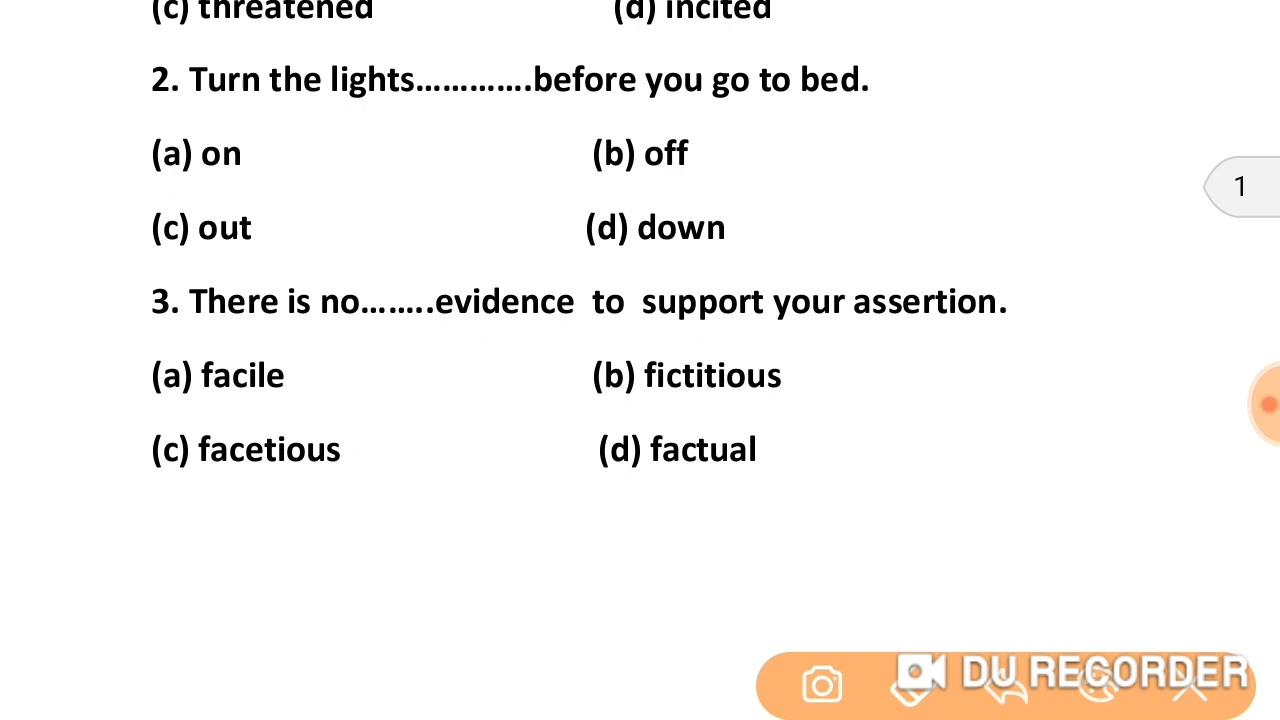 (c) threatened (d) incited
2. Turn the lights.............before you go to bed.
(a) on (b) off
(c) out (d) down
1
3. There is no........evidence to support your assertion.
(a) facile (b) fictitious
(c) facetious (d) factual
DU RECORDER